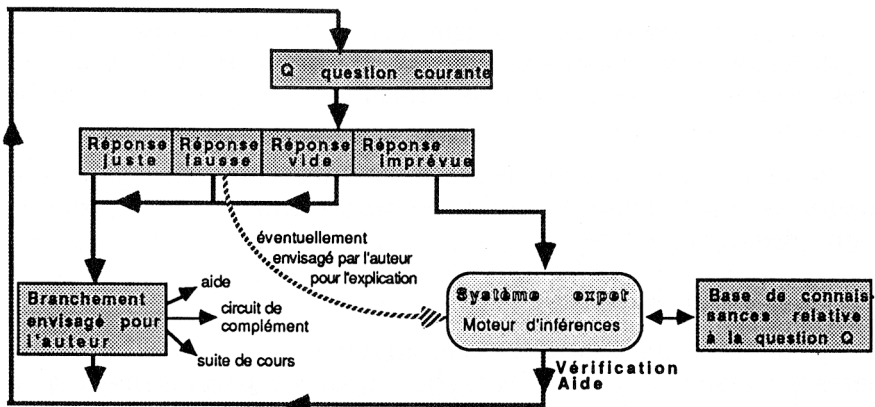 Q question courante
Réponse juste
Réponse fausse
Réponse vide
Réponse imprévue
éventuellement
envisagé par l'auteur
pour l'explication
Branchement
envisagé pour
l'auteur
aide
circuit de
complément
suite de cours
Système expet
Moteur d'inférences
Base de connais
sances relative
à la question Q
Vérification
Aide